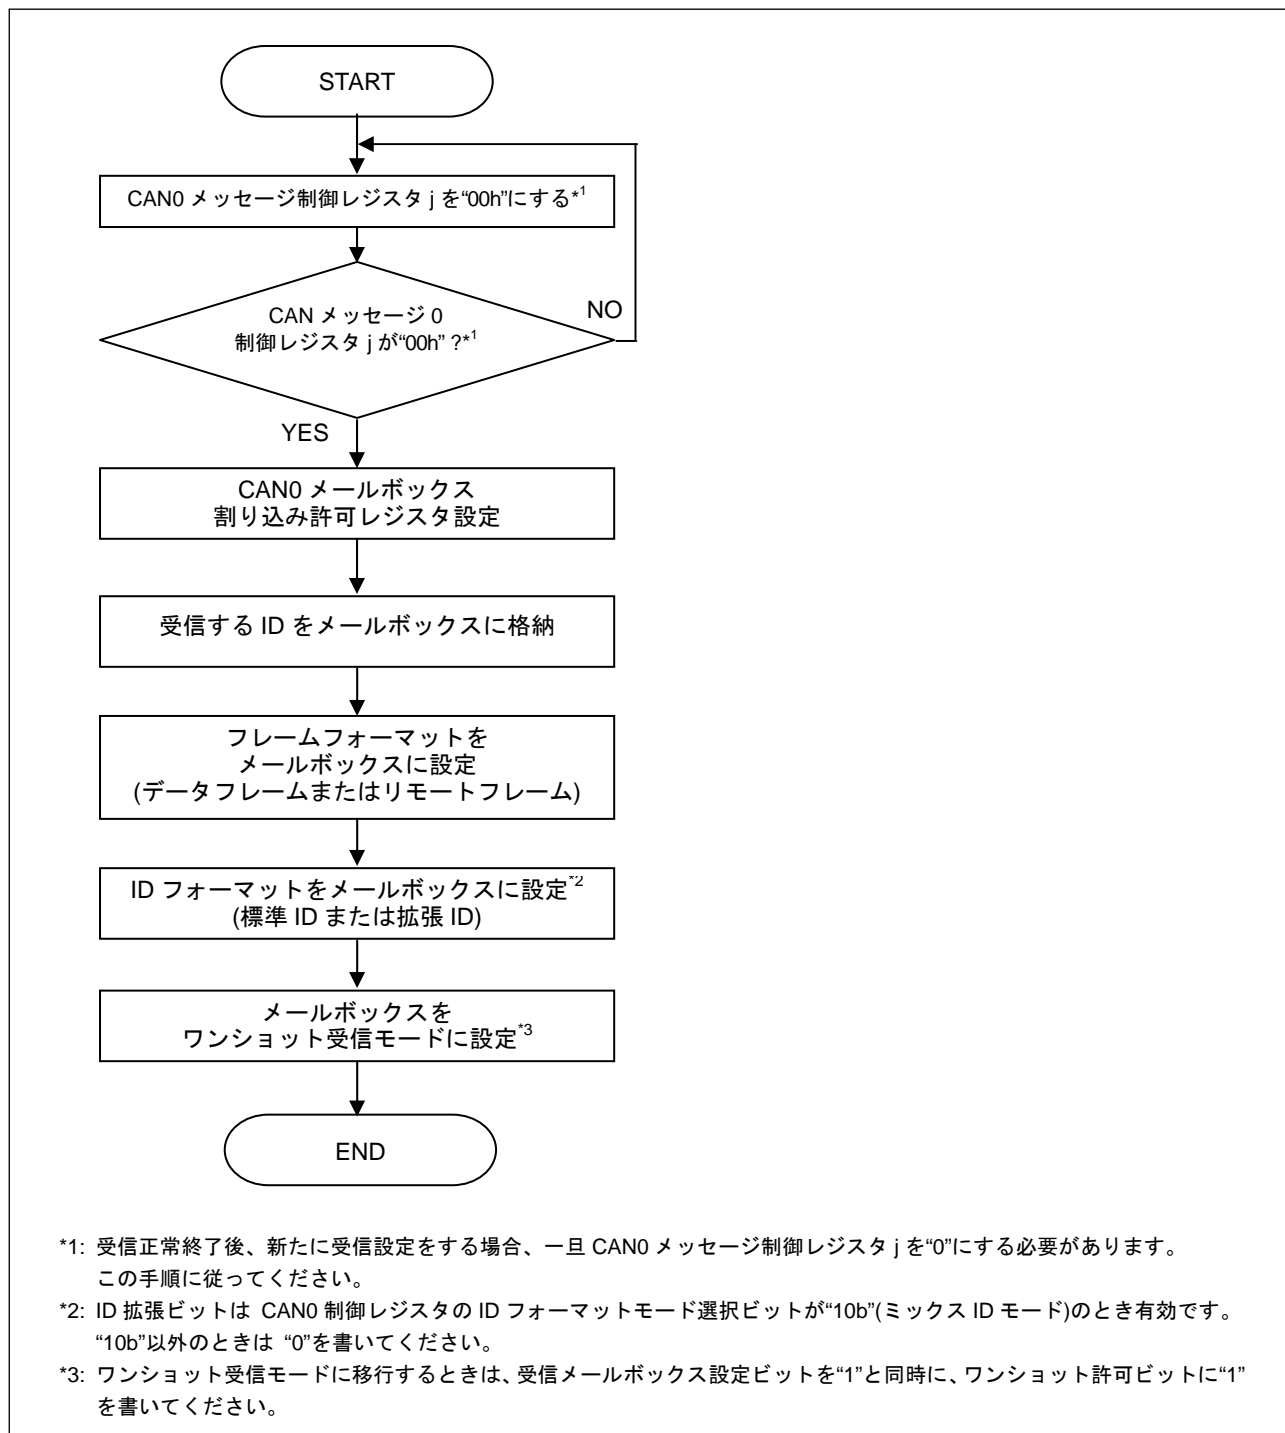 START
CAN0 メッセージ制御レジスタ j を“00h”にする*1
CAN メッセージ 0
制御レジスタ j が“00h” ?*1
NO
YES
CAN0 メールボックス
割り込み許可レジスタ設定
受信する ID をメールボックスに格納
フレームフォーマットを
メールボックスに設定
(データフレームまたはリモートフレーム)
ID フォーマットをメールボックスに設定*2
(標準 ID または拡張 ID)
メールボックスを
ワンショット受信モードに設定*3
END
*1: 受信正常終了後、新たに受信設定をする場合、一旦 CAN0 メッセージ制御レジスタ j を“0”にする必要があります。
この手順に従ってください。
*2: ID 拡張ビットは CAN0 制御レジスタの ID フォーマットモード選択ビットが“10b”(ミックス ID モード)のとき有効です。
“10b”以外のときは “0”を書いてください。
*3: ワンショット受信モードに移行するときは、受信メールボックス設定ビットを“1”と同時に、ワンショット許可ビットに“1”
を書いてください。